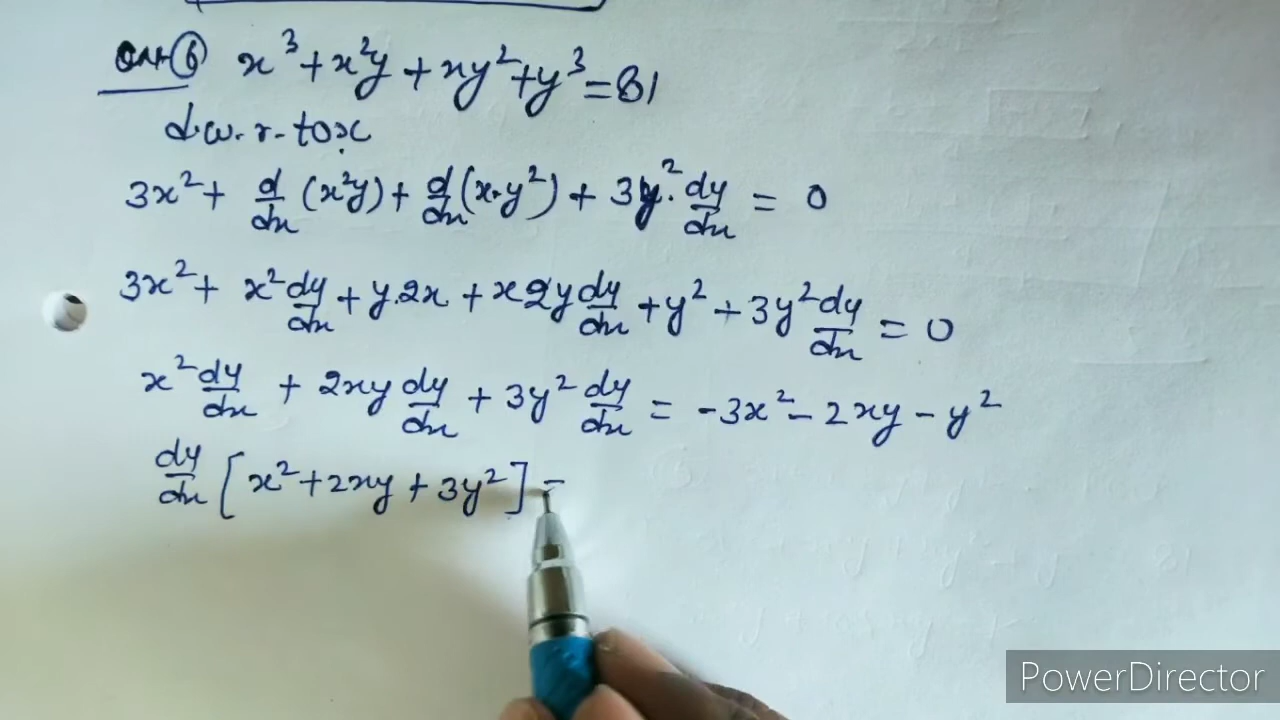 ⑥ x³ + x²y + xy² + y³ = 81
d.w.r.to x
3x² + d/dx (x²y) + d/dx (x.y²) + 3y². dy/dx = 0
3x² + x² dy/dx + y.2x + x 2y dy/dx + y² + 3y² dy/dx = 0
x² dy/dx + 2xy dy/dx + 3y² dy/dx = -3x² - 2xy - y²
dy/dx [x² + 2xy + 3y²] =
PowerDirector